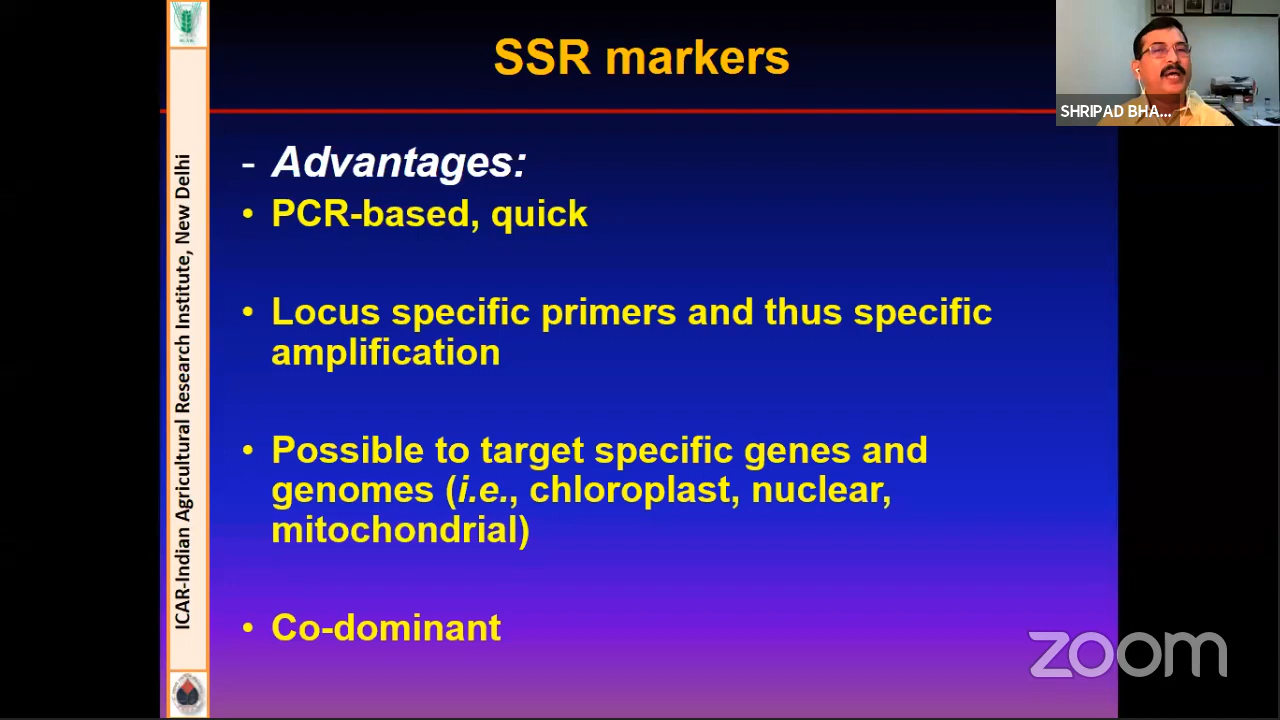 SSR markers
SHRIPAD BHA...
- Advantages:
• PCR-based, quick
• Locus specific primers and thus specific
amplification
• Possible to target specific genes and
genomes (i.e., chloroplast, nuclear,
mitochondrial)
• Co-dominant
ICAR-Indian Agricultural Research Institute, New Delhi
zoom